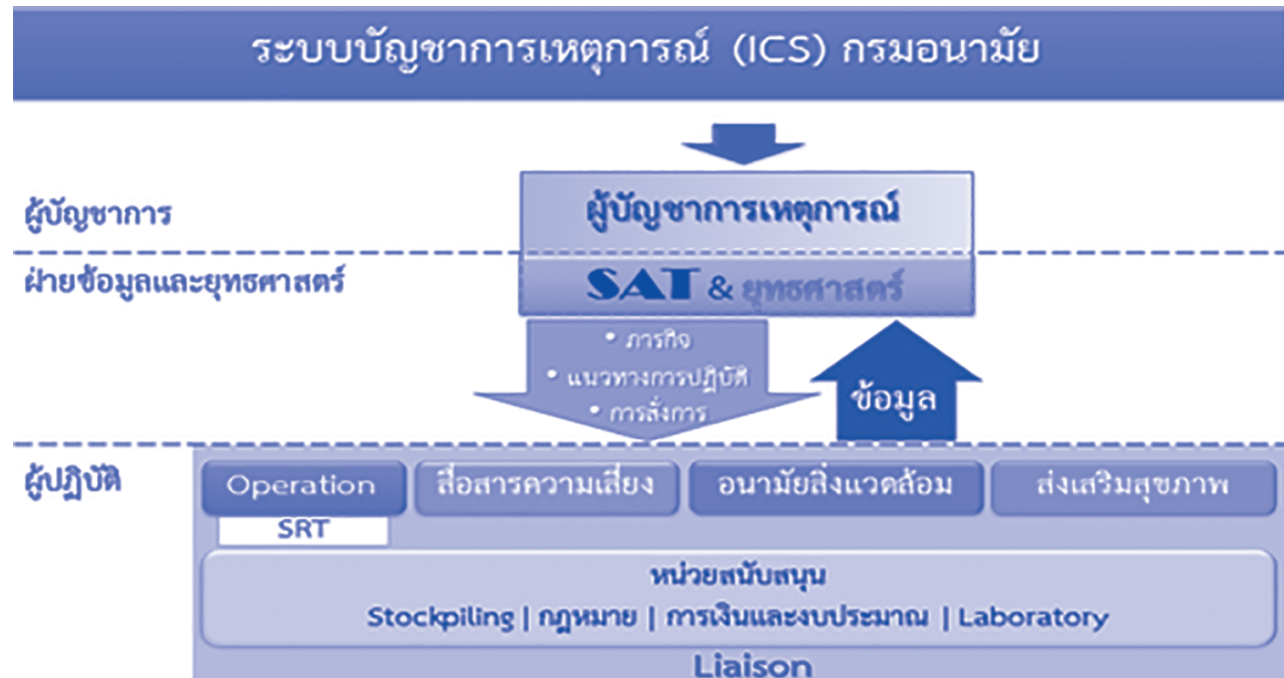 ระบบบัญชาการเหตุการณ์ (ICS) กรมอนามัย
ผู้บัญชาการ
ผู้บัญชาการเหตุการณ์
ฝ่ายข้อมูลและยุทธศาสตร์
SAT & ยุทธศาสตร์
• ภารกิจ
• แนวทางการปฏิบัติ
• การสั่งการ
ข้อมูล
ผู้ปฏิบัติ
Operation
สื่อสารความเสี่ยง
อนามัยสิ่งแวดล้อม
ส่งเสริมสุขภาพ
SRT
หน่วยสนับสนุน
Stockpiling | กฎหมาย | การเงินและงบประมาณ | Laboratory
Liaison